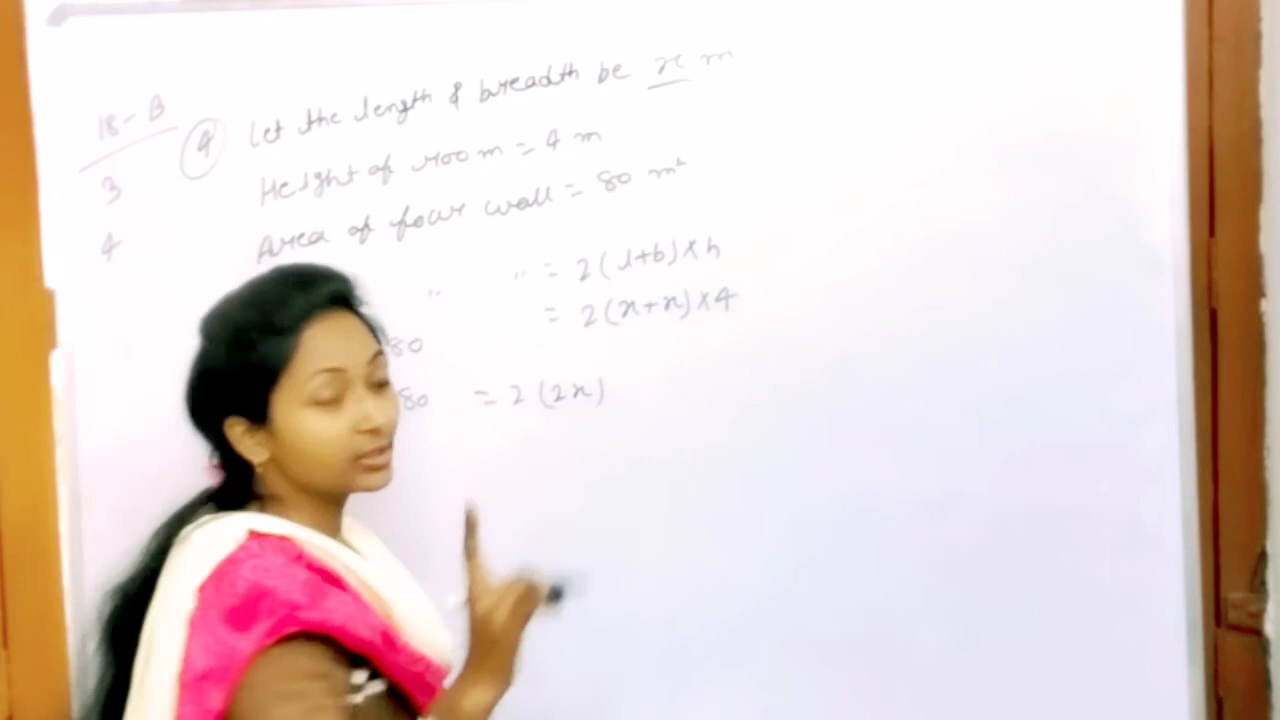 18-B
3
4
④ Let the length & breadth be x m
Height of room = 4 m
Area of four wall = 80 m²
" " = 2(l+b)×h
80 = 2(x+x)×4
80 = 2(2x)